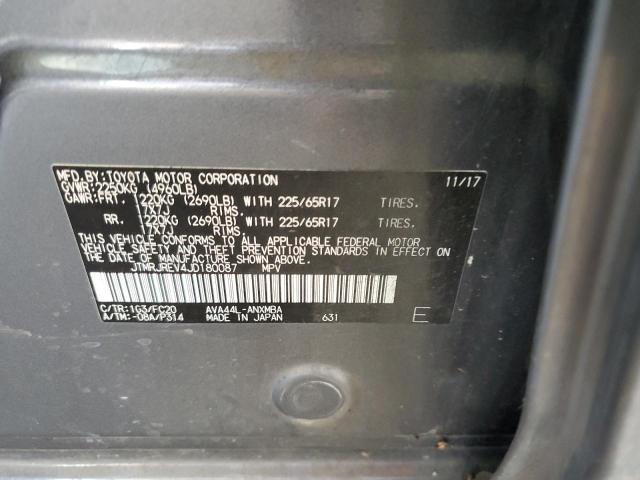 MFD.BY:TOYOTA MOTOR CORPORATION 11/17
GVWR:2250KG (4960LB)
GAWR:FRT. 1220KG (2690LB) WITH 225/65R17 TIRES.
17X7J RIMS.
RR. 1220KG (2690LB) WITH 225/65R17 TIRES.
17X7J RIMS.
THIS VEHICLE CONFORMS TO ALL APPLICABLE FEDERAL MOTOR
VEHICLE SAFETY AND THEFT PREVENTION STANDARDS IN EFFECT ON
THE DATE OF MANUFACTURE SHOWN ABOVE.
JTMRJREV4JD180087 MPV
C/TR:1G3/FC20 AVA44L-ANXMBA
A/TM:-08A/P314 MADE IN JAPAN 631 E